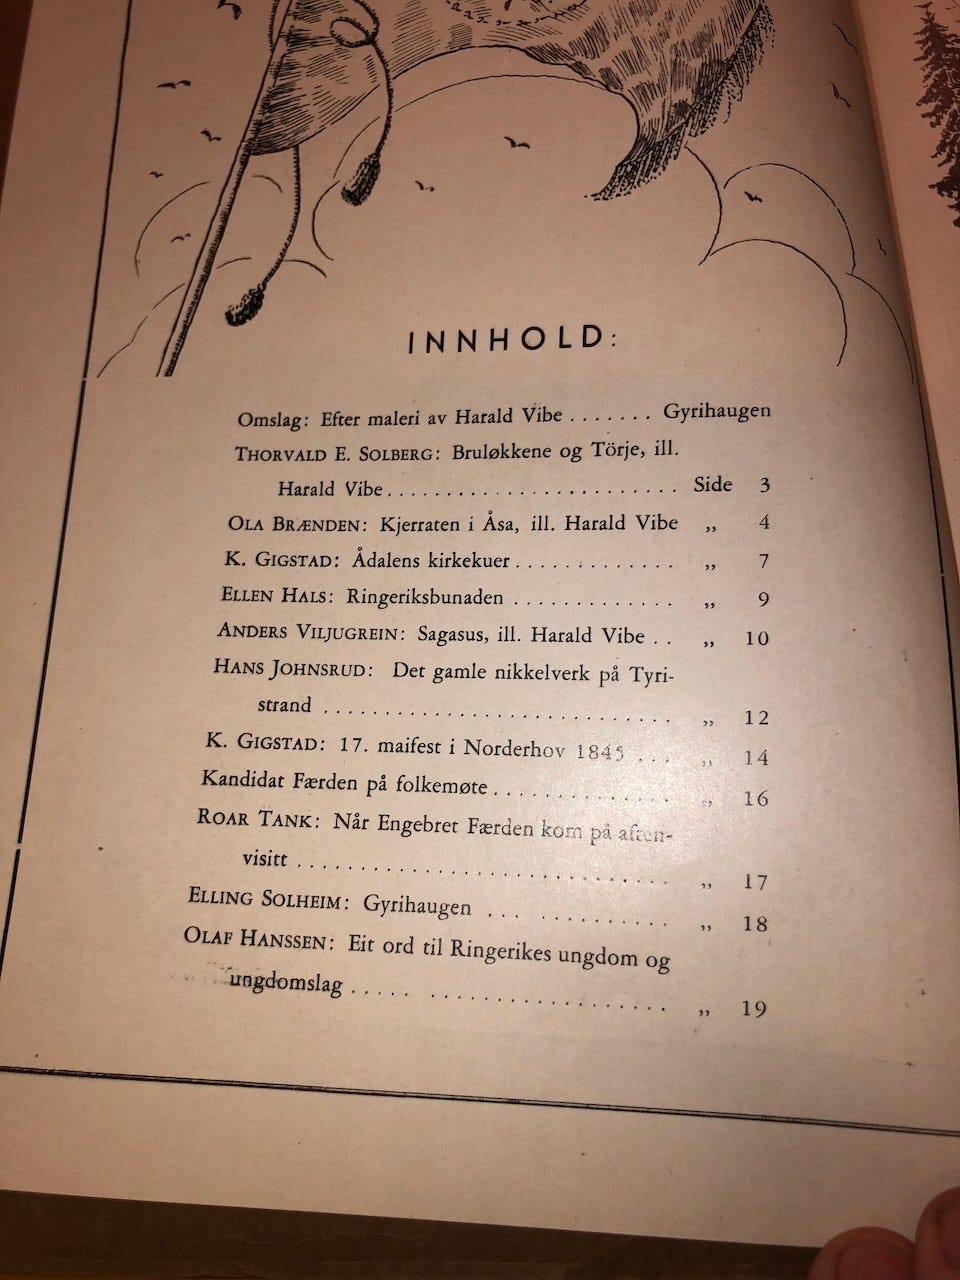 INNHOLD:
Omslag: Efter maleri av Harald Vibe ....... Gyrihaugen
THORVALD E. SOLBERG: Bruløkkene og Törje, ill.
Harald Vibe ........................ Side 3
OLA BRÆNDEN: Kjerraten i Åsa, ill. Harald Vibe „ 4
K. GIGSTAD: Ådalens kirkekuer ............. „ 7
ELLEN HALS: Ringeriksbunaden ............. „ 9
ANDERS VILJUGREIN: Sagasus, ill. Harald Vibe .. „ 10
HANS JOHNSRUD: Det gamle nikkelverk på Tyri-
strand ............................. „ 12
K. GIGSTAD: 17. maifest i Norderhov 1845 ... „ 14
Kandidat Færden på folkemøte ............... „ 16
ROAR TANK: Når Engebret Færden kom på aften-
visitt ............................... „ 17
ELLING SOLHEIM: Gyrihaugen ... ........... „ 18
OLAF HANSSEN: Eit ord til Ringerikes ungdom og
ungdomslag ..... .................... „ 19